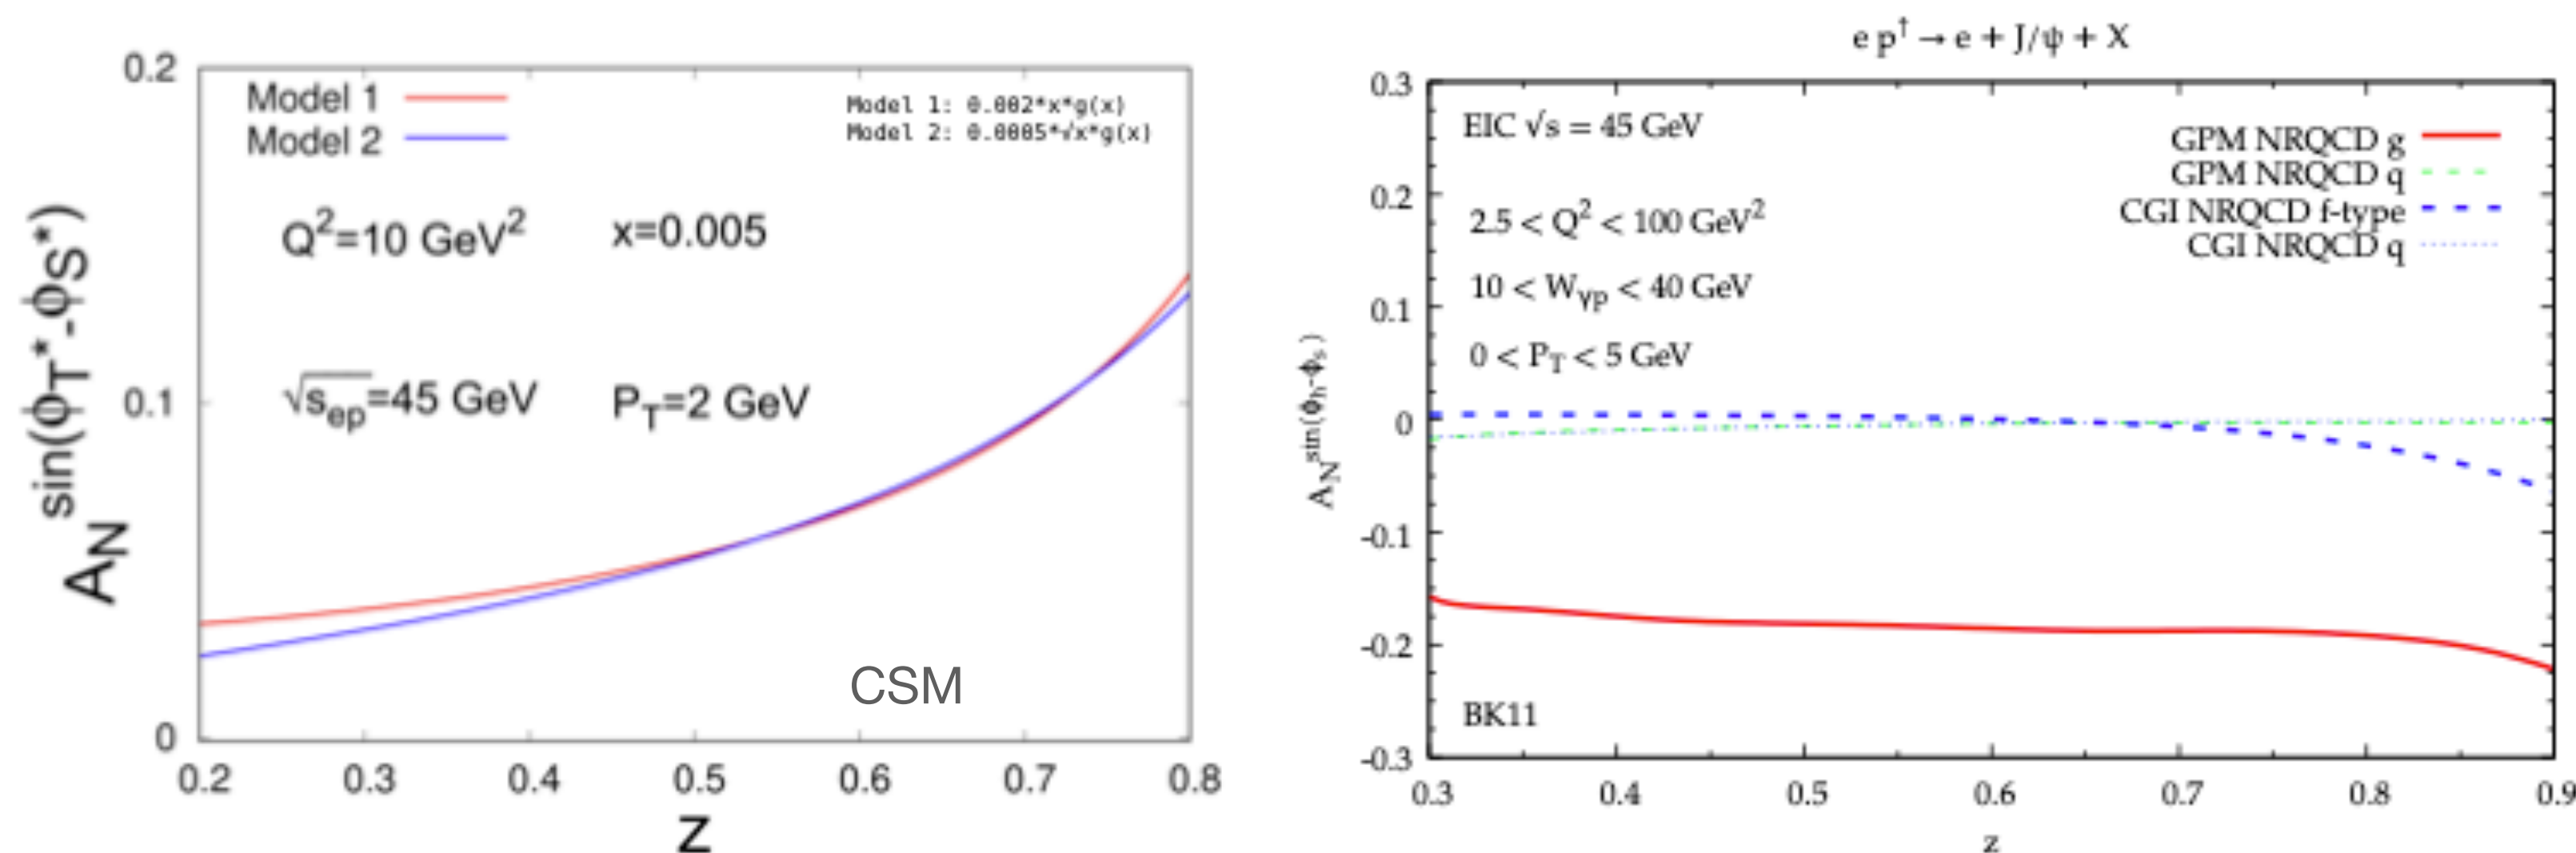 0.2
Model 1
Model 2
Model 1: 0.002*x*g(x)
Model 2: 0.0005*√x*g(x)
Q²=10 GeV²
x=0.005
√s_ep=45 GeV
P_T=2 GeV
CSM
0.1
0
A_N^sin(ϕ_T*-ϕ_S*)
0.2 0.3 0.4 0.5 0.6 0.7 0.8
z
e p↑ → e + J/ψ + X
EIC √s = 45 GeV
2.5 < Q² < 100 GeV²
10 < W_γp < 40 GeV
0 < P_T < 5 GeV
GPM NRQCD g
GPM NRQCD q
CGI NRQCD f-type
CGI NRQCD q
BK11
0.3
0.2
0.1
0
-0.1
-0.2
-0.3
A_N^sin(ϕ_h-ϕ_s)
0.3 0.4 0.5 0.6 0.7 0.8 0.9
z